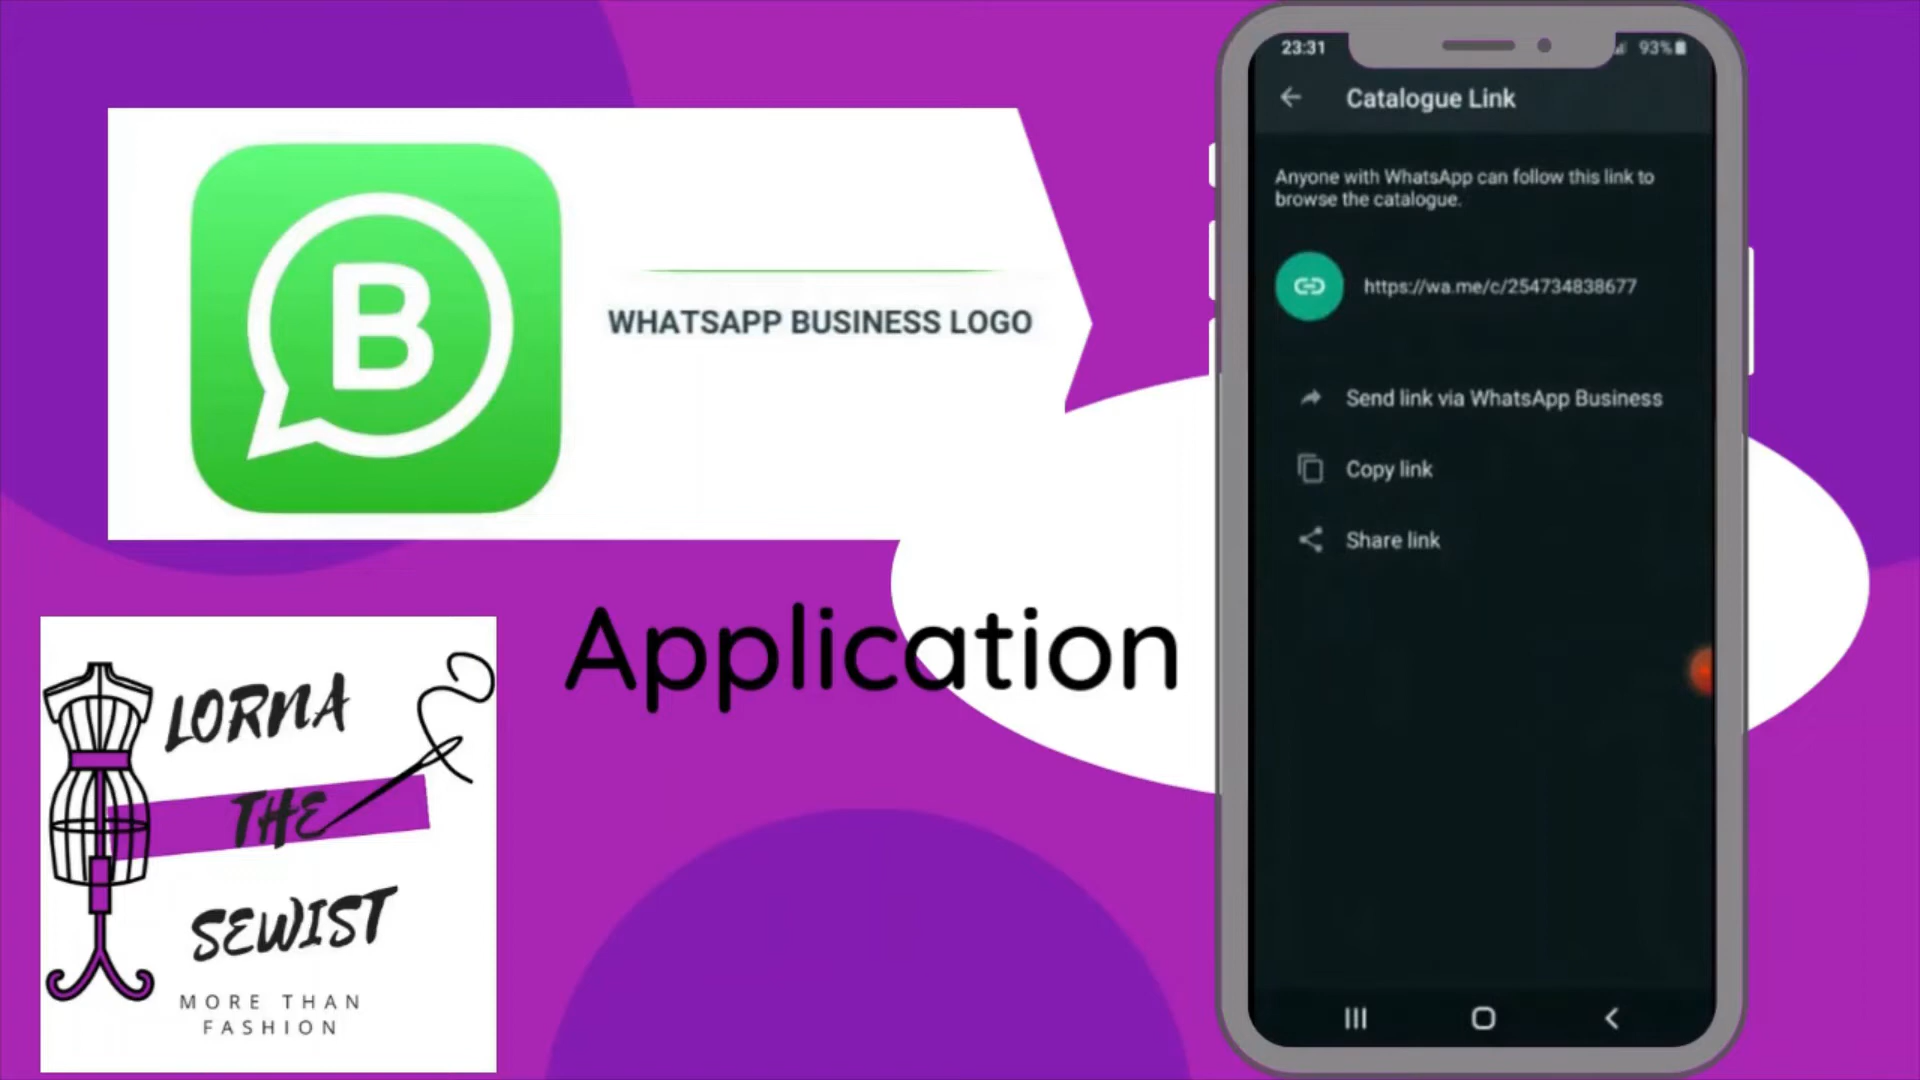 B
WHATSAPP BUSINESS LOGO
Application
LORNA
THE
SEWIST
MORE THAN
FASHION
23:31
93%
Catalogue Link
Anyone with WhatsApp can follow this link to
browse the catalogue.
https://wa.me/c/254734838677
Send link via WhatsApp Business
Copy link
Share link